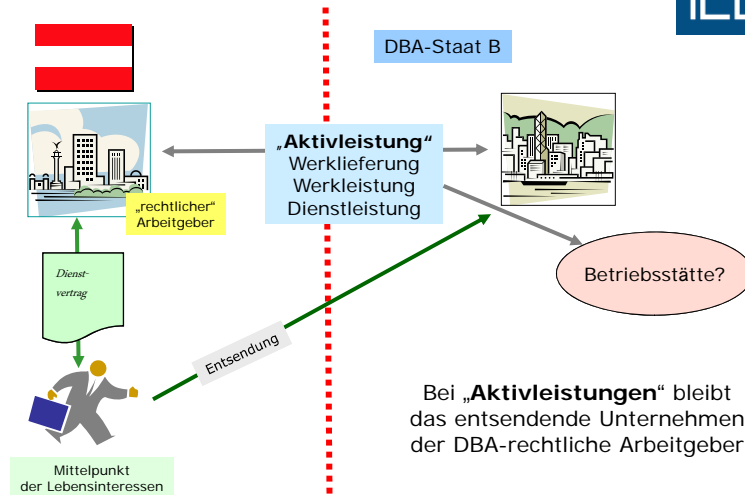 DBA-Staat B
„Aktivleistung“
Werklieferung
Werkleistung
Dienstleistung
„rechtlicher“
Arbeitgeber
Dienst-
vertrag
Betriebsstätte?
Entsendung
Bei „Aktivleistungen“ bleibt
das entsendende Unternehmen
der DBA-rechtliche Arbeitgeber
Mittelpunkt
der Lebensinteressen